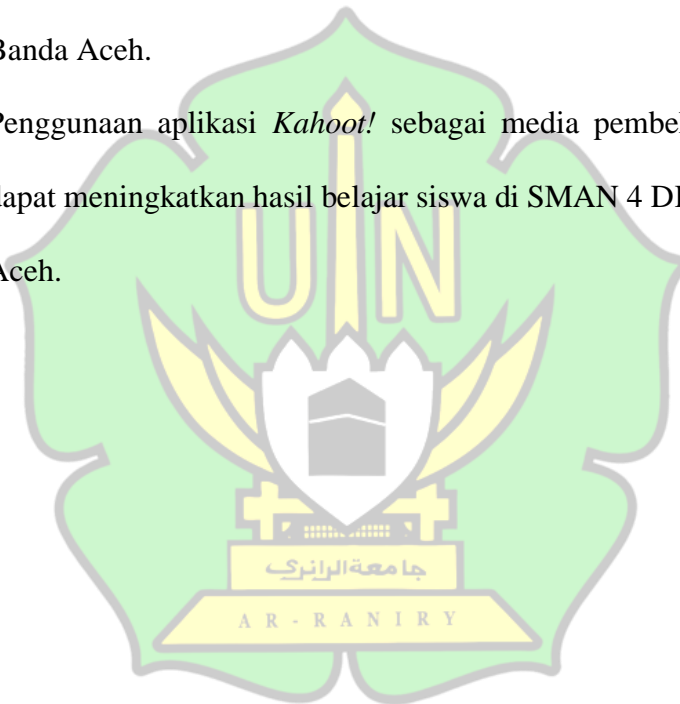 Banda Aceh.
Penggunaan aplikasi Kahoot! sebagai media
dapat meningkatkan hasil belajar siswa di SMAN 4
Aceh.
UIN
جامعة الرانري
AR-RANIRY